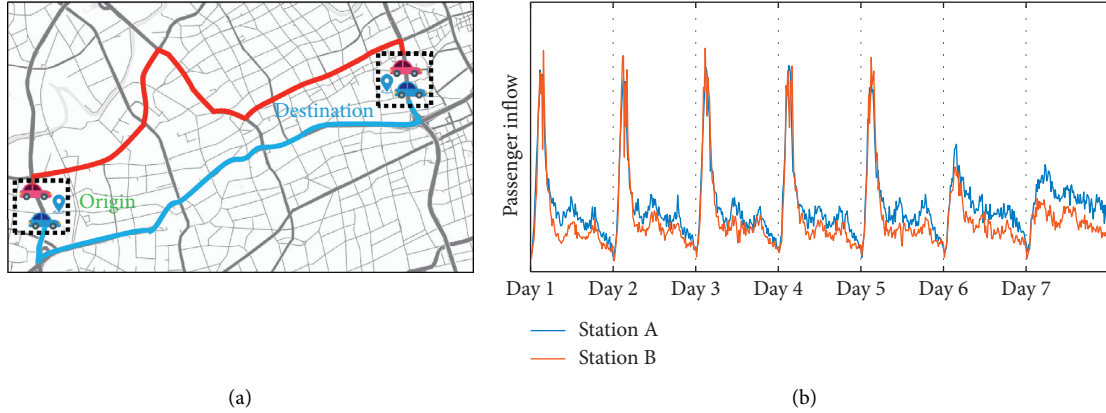 Destination
Origin
(a)
Passenger inflow
Day 1 Day 2 Day 3 Day 4 Day 5 Day 6 Day 7
Station A
Station B
(b)